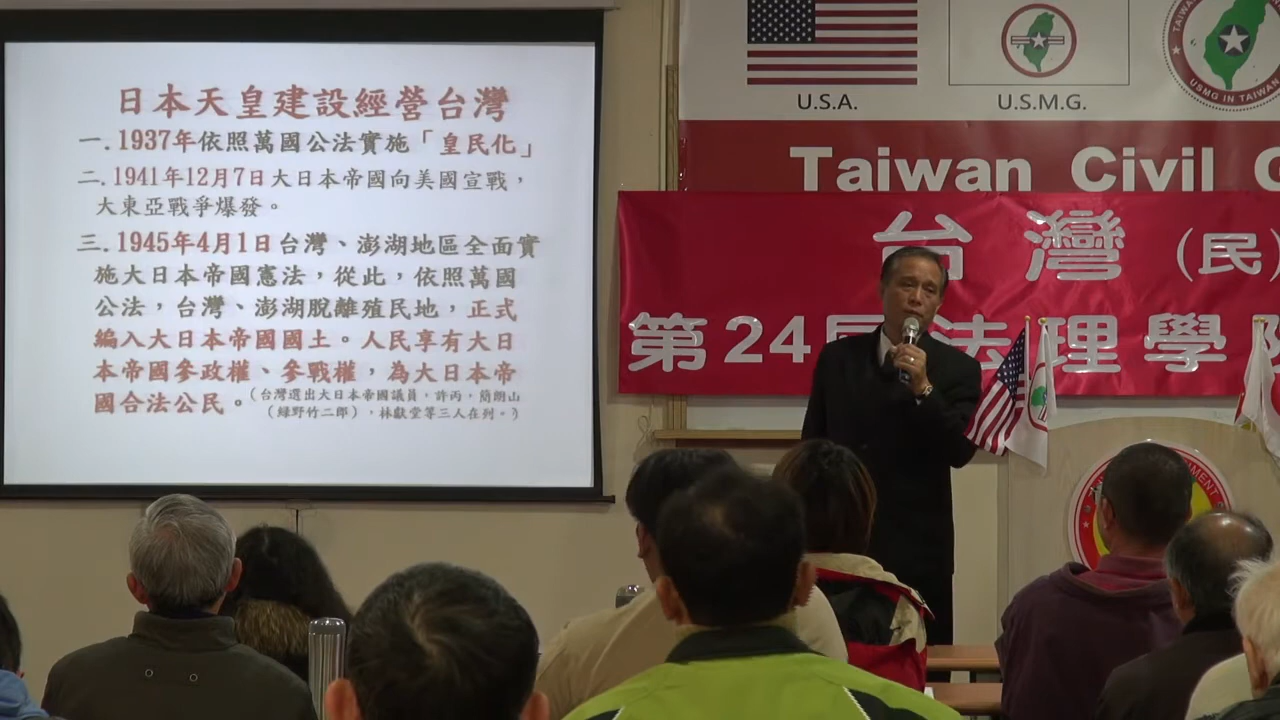 日本天皇建設經營台灣
一. 1937年依照萬國公法實施「皇民化」
二. 1941年12月7日大日本帝國向美國宣戰，
大東亞戰爭爆發。
三. 1945年4月1日台灣、澎湖地區全面實
施大日本帝國憲法，從此，依照萬國
公法，台灣、澎湖脫離殖民地，正式
編入大日本帝國國土。人民享有大日
本帝國參政權、參戰權，為大日本帝
國合法公民。(台灣選出大日本帝國議員，許丙，簡朗山
(綠野竹二郎)，林獻堂等三人在列。)
U.S.A.
U.S.M.G.
USMG IN TAIWAN
Taiwan Civil G
台灣(民)
第24屆法理學院